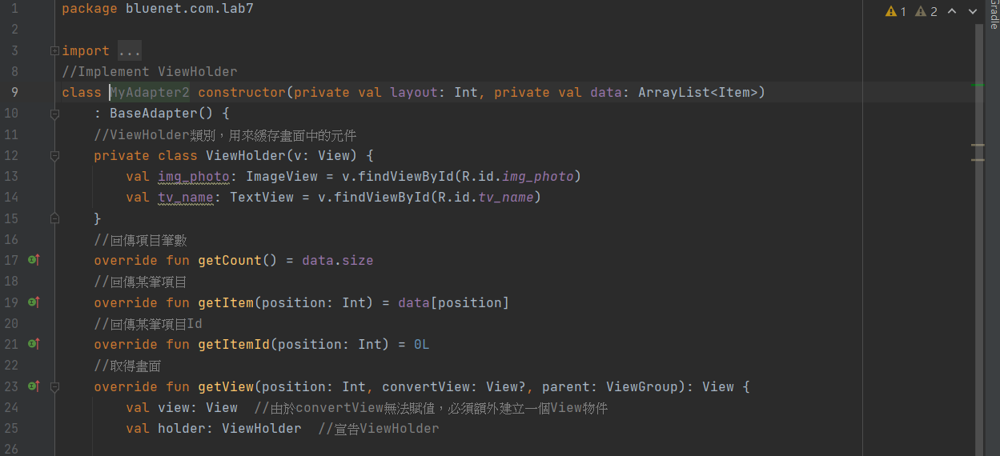 1 package bluenet.com.lab7
2
3 import ...
8 //Implement ViewHolder
9 class MyAdapter2 constructor(private val layout: Int, private val data: ArrayList<Item>)
10 : BaseAdapter() {
11 //ViewHolder類別，用來緩存畫面中的元件
12 private class ViewHolder(v: View) {
13 val img_photo: ImageView = v.findViewById(R.id.img_photo)
14 val tv_name: TextView = v.findViewById(R.id.tv_name)
15 }
16 //回傳項目筆數
17 override fun getCount() = data.size
18 //回傳某筆項目
19 override fun getItem(position: Int) = data[position]
20 //回傳某筆項目Id
21 override fun getItemId(position: Int) = 0L
22 //取得畫面
23 override fun getView(position: Int, convertView: View?, parent: ViewGroup): View {
24 val view: View //由於convertView無法賦值，必須額外建立一個View物件
25 val holder: ViewHolder //宣告ViewHolder
26
1 2
Gradle